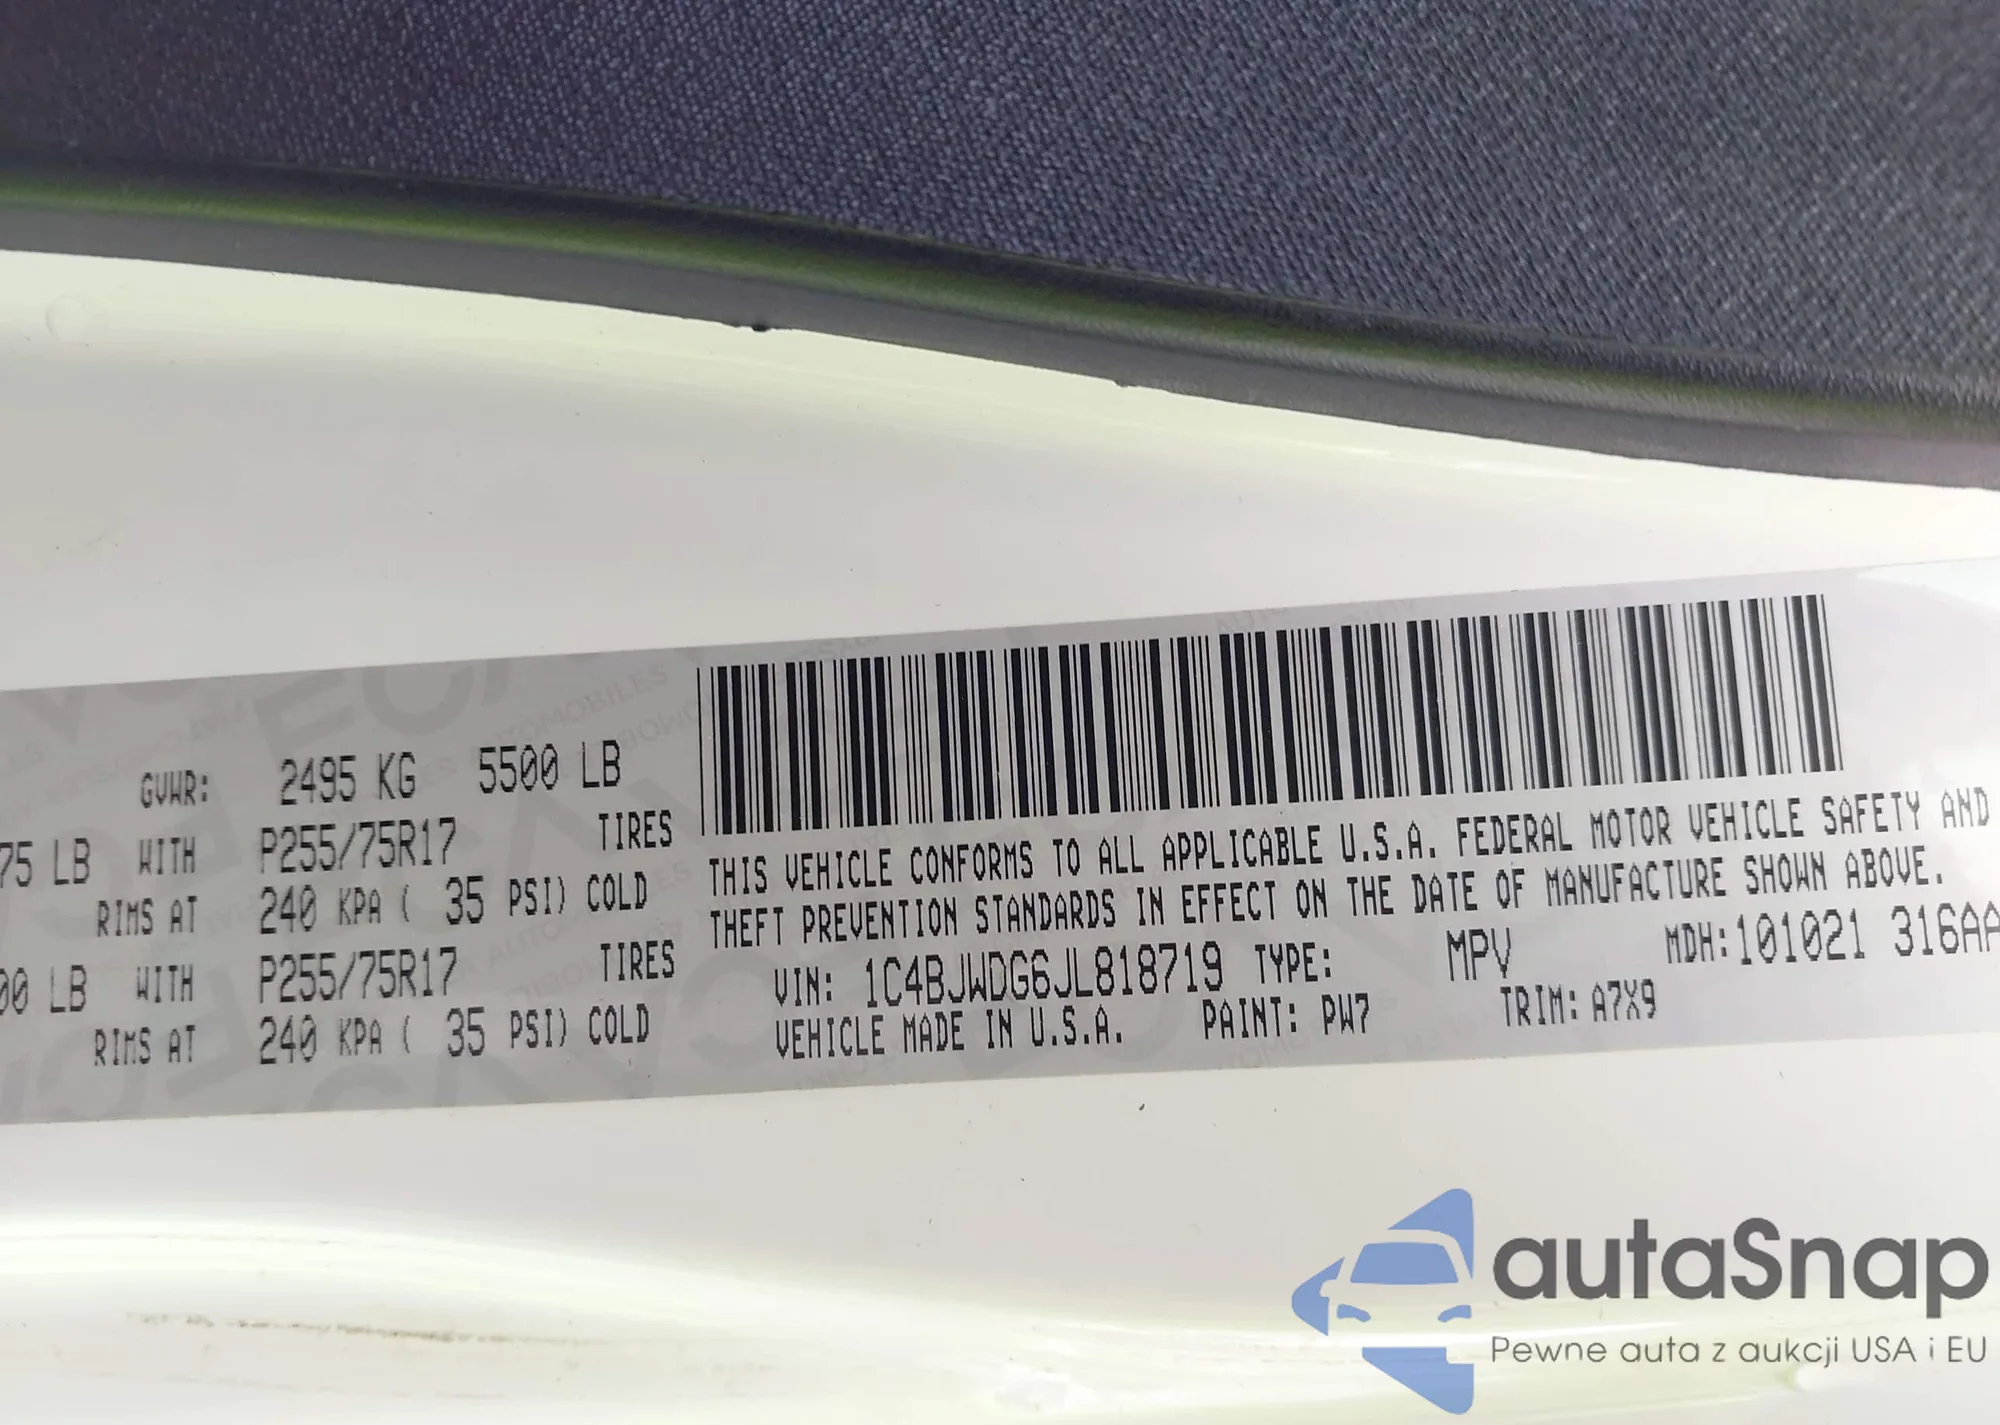 GVWR: 2495 KG 5500 LB
75 LB WITH P255/75R17 TIRES
RIMS AT 240 KPA ( 35 PSI) COLD
00 LB WITH P255/75R17 TIRES
RIMS AT 240 KPA ( 35 PSI) COLD
THIS VEHICLE CONFORMS TO ALL APPLICABLE U.S.A. FEDERAL MOTOR VEHICLE SAFETY AND
THEFT PREVENTION STANDARDS IN EFFECT ON THE DATE OF MANUFACTURE SHOWN ABOVE.
VIN: 1C4BJWDG6JL818719 TYPE: MPV MDH:101021 316AA
VEHICLE MADE IN U.S.A. PAINT: PW7 TRIM: A7X9
autaSnap
Pewne auta z aukcji USA i EU